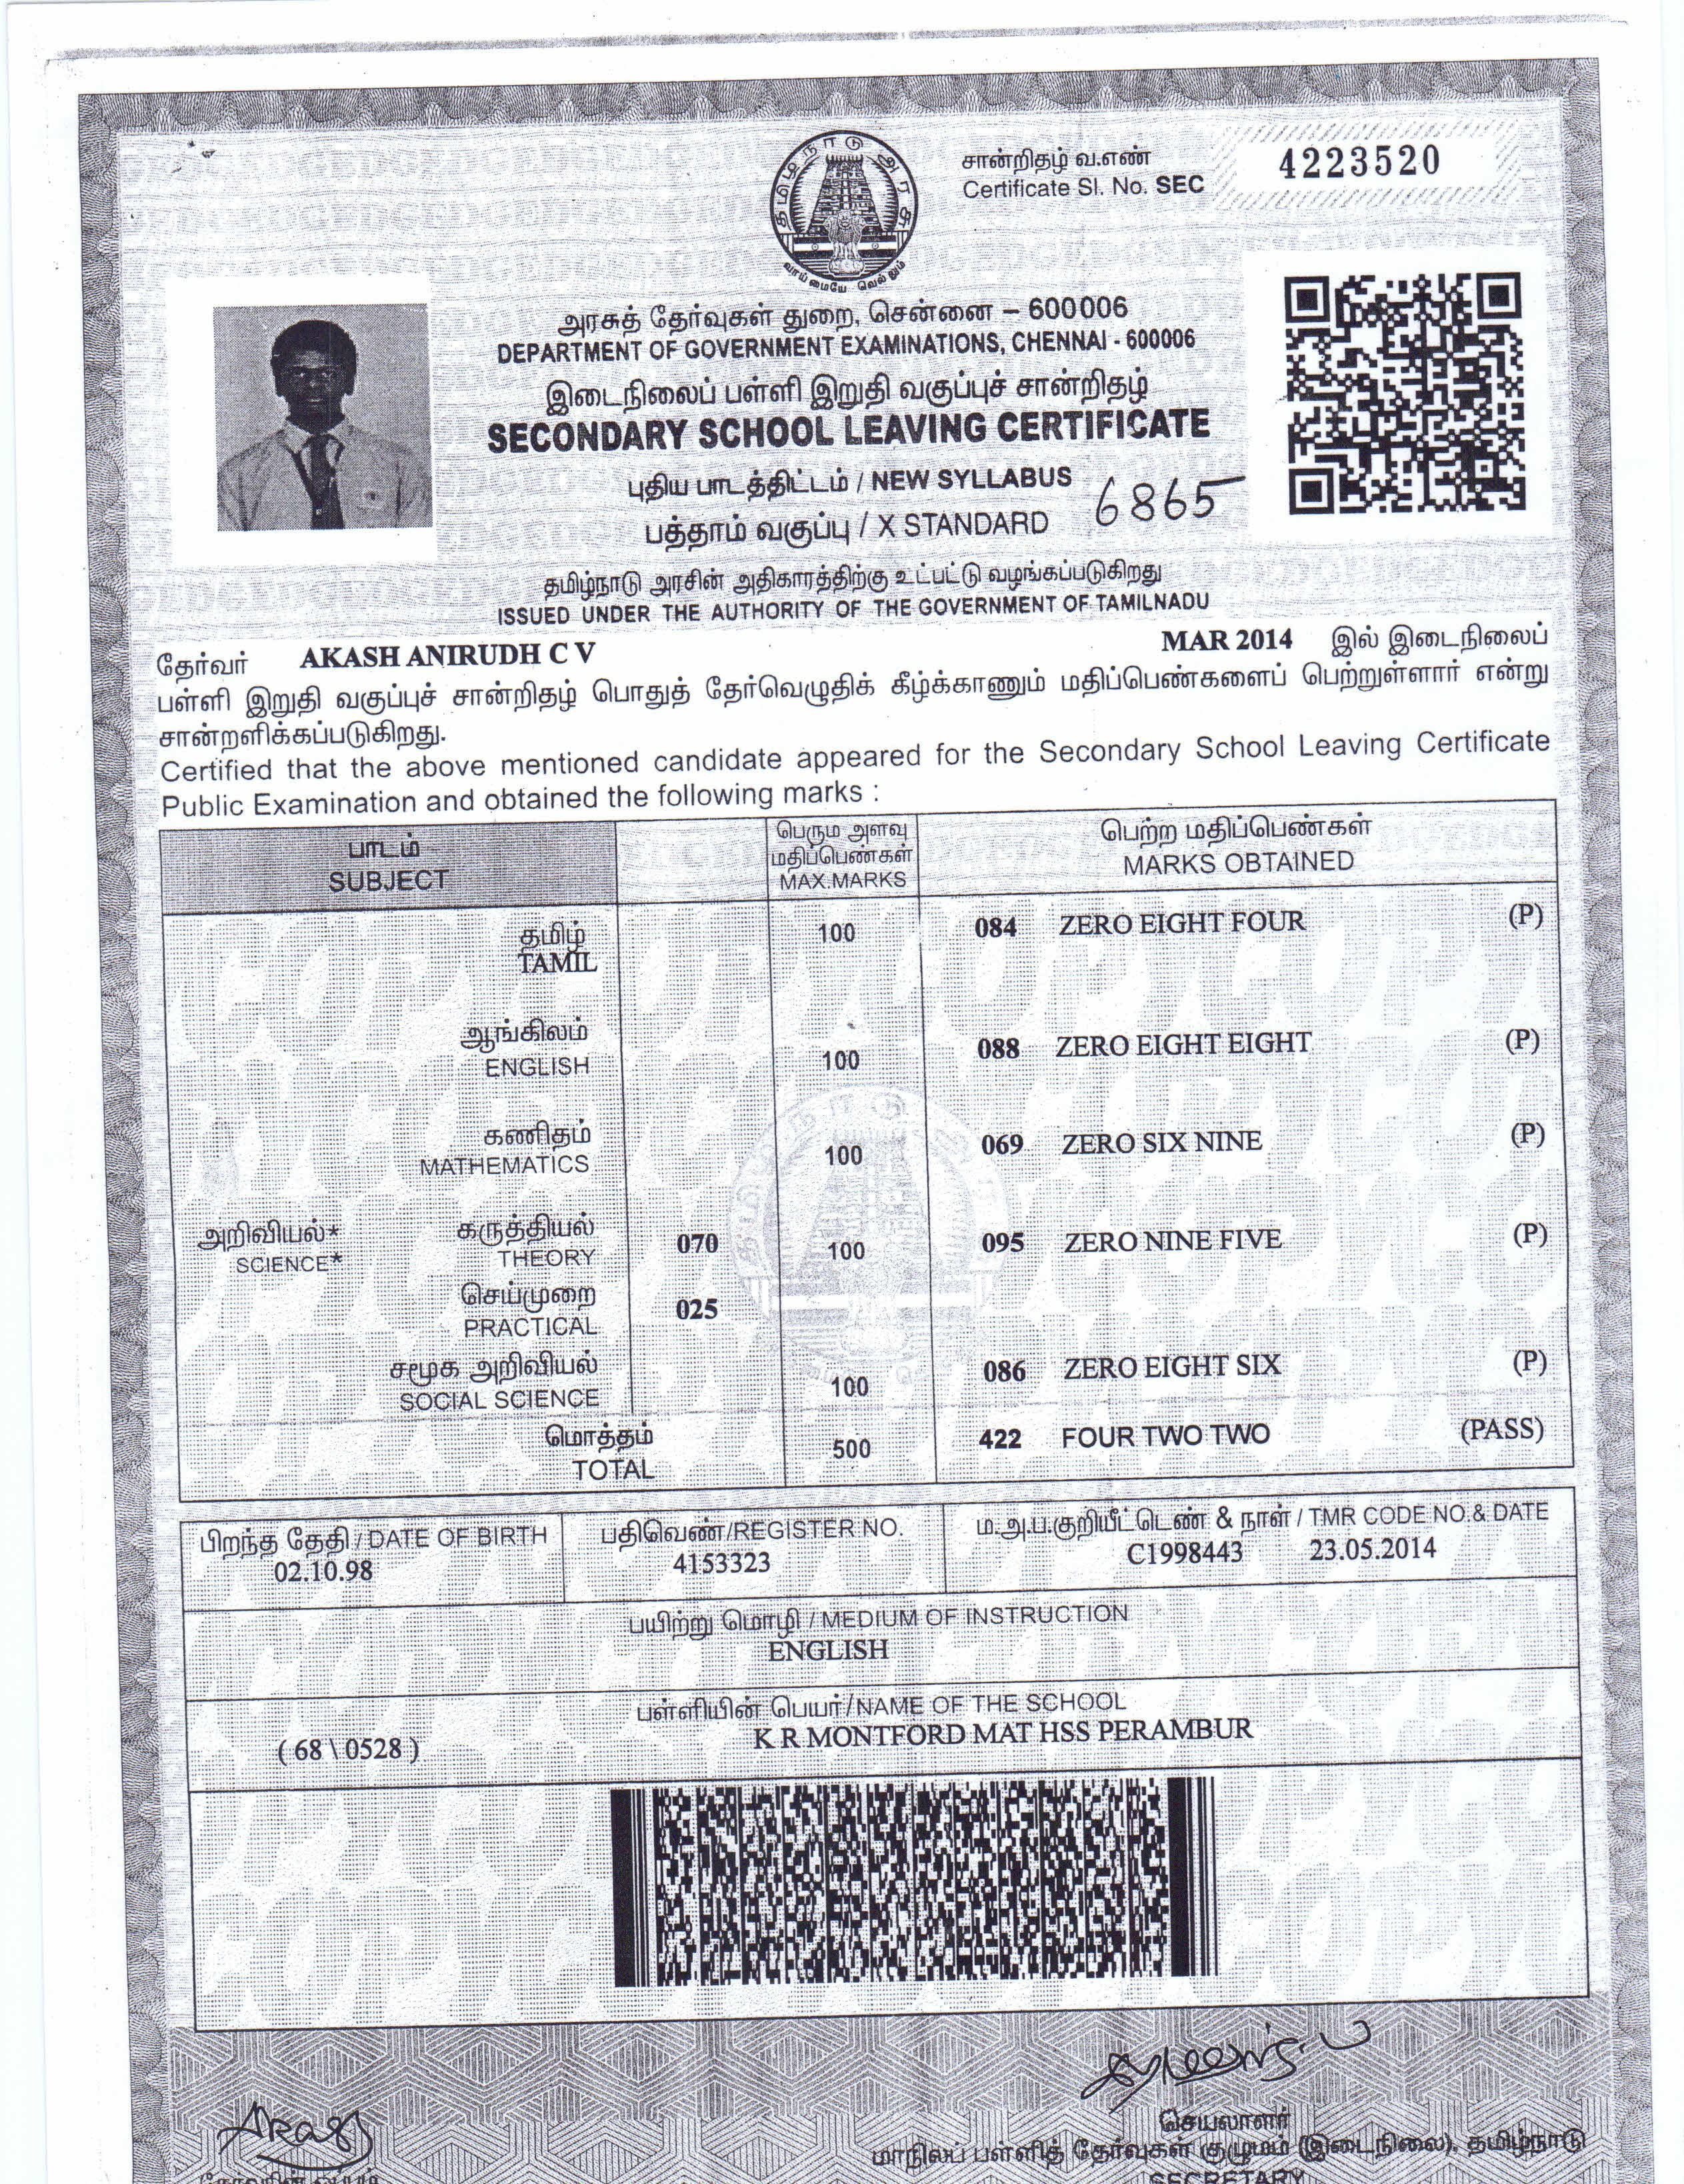 தமிழ்நாடு அரசு
வாய்மையே வெல்லும்
சான்றிதழ் வ.எண்
Certificate Sl. No. SEC 4223520
அரசுத் தேர்வுகள் துறை, சென்னை – 600006
DEPARTMENT OF GOVERNMENT EXAMINATIONS, CHENNAI - 600006
இடைநிலைப் பள்ளி இறுதி வகுப்புச் சான்றிதழ்
SECONDARY SCHOOL LEAVING CERTIFICATE
புதிய பாடத்திட்டம் / NEW SYLLABUS
6865
பத்தாம் வகுப்பு / X STANDARD
தமிழ்நாடு அரசின் அதிகாரத்திற்கு உட்பட்டு வழங்கப்படுகிறது
ISSUED UNDER THE AUTHORITY OF THE GOVERNMENT OF TAMILNADU
தேர்வர் AKASH ANIRUDH C V MAR 2014 இல் இடைநிலைப்
பள்ளி இறுதி வகுப்புச் சான்றிதழ் பொதுத் தேர்வெழுதிக் கீழ்க்காணும் மதிப்பெண்களைப் பெற்றுள்ளார் என்று
சான்றளிக்கப்படுகிறது.
Certified that the above mentioned candidate appeared for the Secondary School Leaving Certificate
Public Examination and obtained the following marks :
பாடம்
SUBJECT
பெரும அளவு
மதிப்பெண்கள்
MAX.MARKS
பெற்ற மதிப்பெண்கள்
MARKS OBTAINED
தமிழ் 100 084 ZERO EIGHT FOUR (P)
TAMIL
ஆங்கிலம்
ENGLISH 100 088 ZERO EIGHT EIGHT (P)
கணிதம்
MATHEMATICS 100 069 ZERO SIX NINE (P)
அறிவியல்* கருத்தியல் 070 100 095 ZERO NINE FIVE (P)
SCIENCE* THEORY
செய்முறை 025
PRACTICAL
சமூக அறிவியல் 100 086 ZERO EIGHT SIX (P)
SOCIAL SCIENCE
மொத்தம் 500 422 FOUR TWO TWO (PASS)
TOTAL
பிறந்த தேதி / DATE OF BIRTH
02.10.98
பதிவெண்/REGISTER NO.
4153323
ம.அ.ப.குறியீட்டெண் & நாள் / TMR CODE NO.& DATE
C1998443 23.05.2014
பயிற்று மொழி / MEDIUM OF INSTRUCTION
ENGLISH
பள்ளியின் பெயர்/NAME OF THE SCHOOL
( 68 \ 0528 ) K R MONTFORD MAT HSS PERAMBUR
செயலாளர்
மாநிலப் பள்ளித் தேர்வுகள் குழுமம் (இடைநிலை), தமிழ்நாடு
SECRETARY